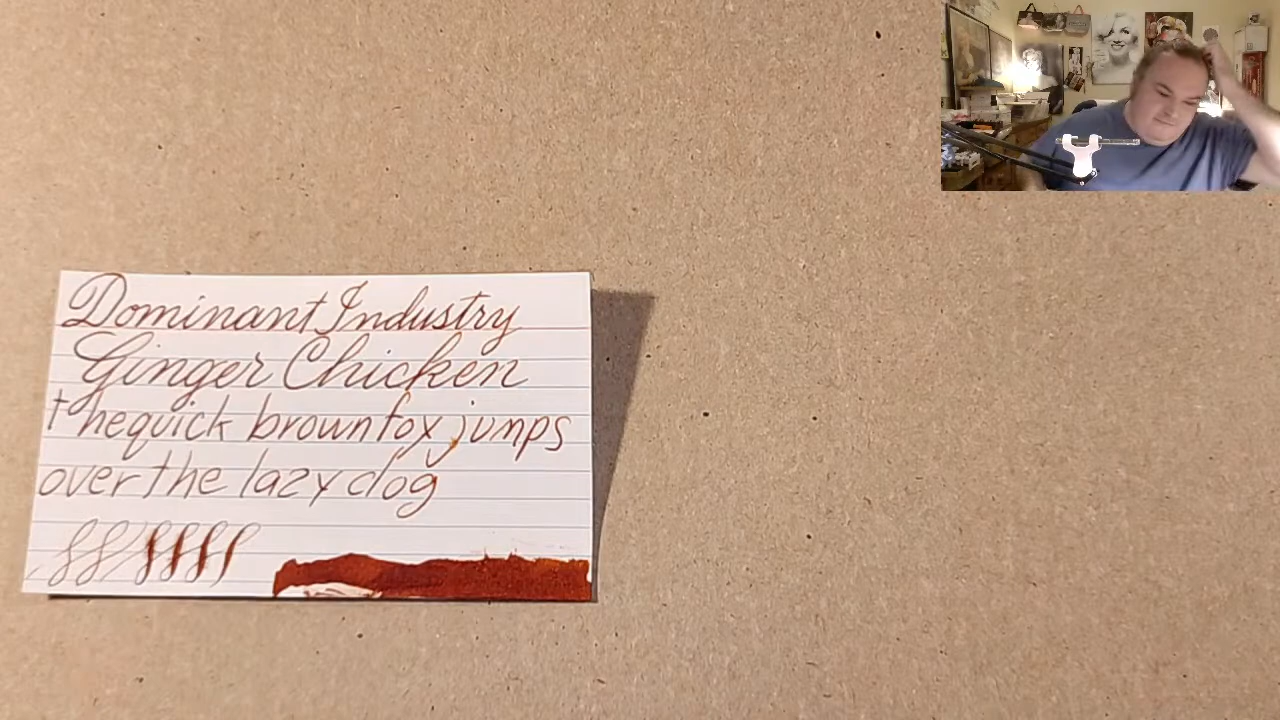 Dominant Industry
Ginger Chicken
the quick brown fox jumps
over the lazy dog